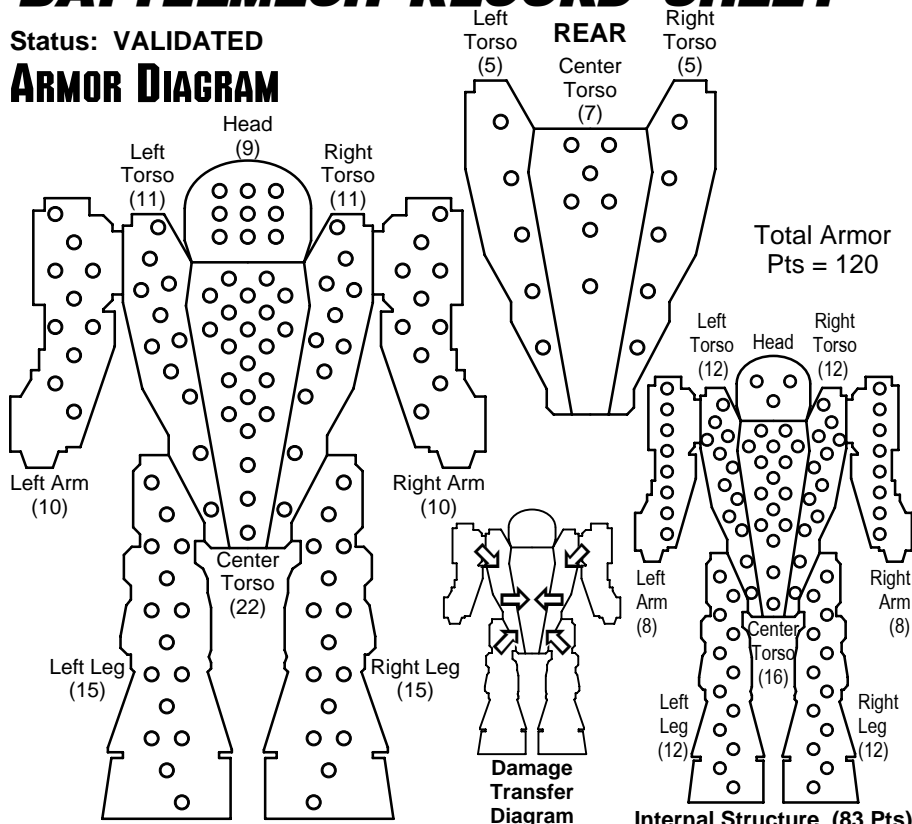 BATTLEMECH RECORD SHEET
Status: VALIDATED
ARMOR DIAGRAM
Left
Torso
(5)
REAR
Center
Torso
(7)
Right
Torso
(5)
Head
(9)
Left
Torso
(11)
Right
Torso
(11)
Total Armor
Pts = 120
Left Arm
(10)
Right Arm
(10)
Center
Torso
(22)
Left Leg
(15)
Right Leg
(15)
Damage
Transfer
Diagram
Left
Torso
(12)
Head
Right
Torso
(12)
Left
Arm
(8)
Right
Arm
(8)
Center
Torso
(16)
Left
Leg
(12)
Right
Leg
(12)
Internal Structure (83 Pts)